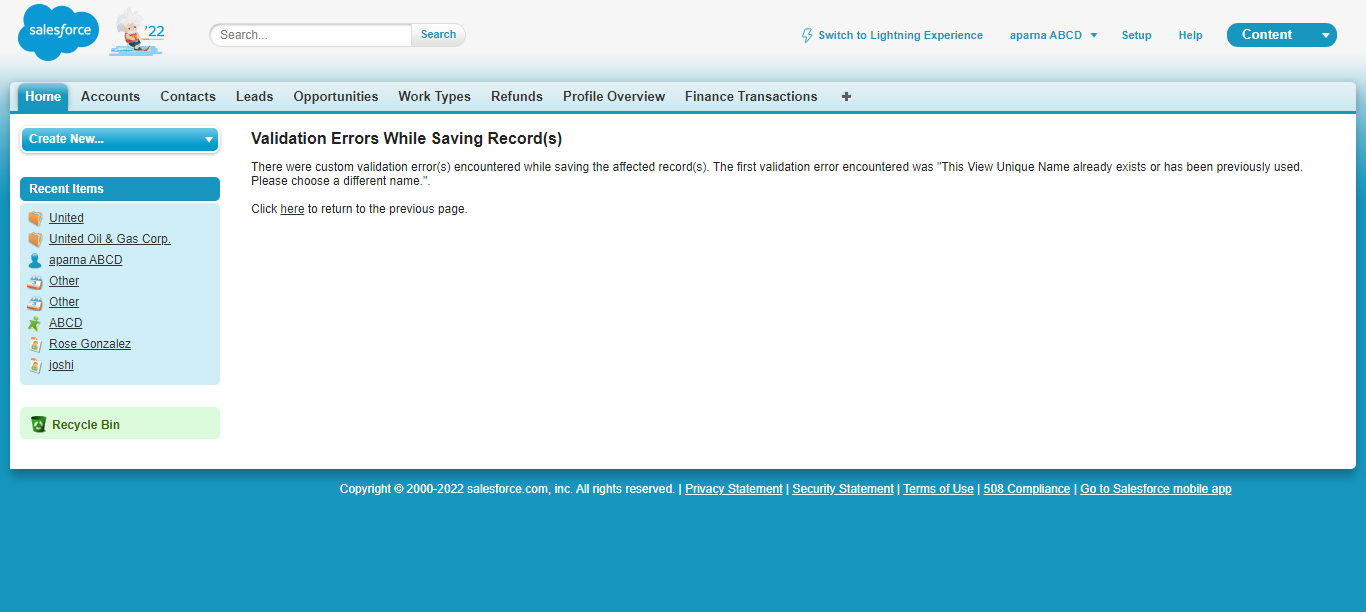 salesforce
'22
Search...
Search
Switch to Lightning Experience
aparna ABCD
Setup
Help
Content
Home
Accounts
Contacts
Leads
Opportunities
Work Types
Refunds
Profile Overview
Finance Transactions
+
Create New...
Recent Items
United
United Oil & Gas Corp.
aparna ABCD
Other
Other
ABCD
Rose Gonzalez
joshi
Recycle Bin
Validation Errors While Saving Record(s)
There were custom validation error(s) encountered while saving the affected record(s). The first validation error encountered was "This View Unique Name already exists or has been previously used.
Please choose a different name.".
Click here to return to the previous page.
Copyright © 2000-2022 salesforce.com, inc. All rights reserved. | Privacy Statement | Security Statement | Terms of Use | 508 Compliance | Go to Salesforce mobile app